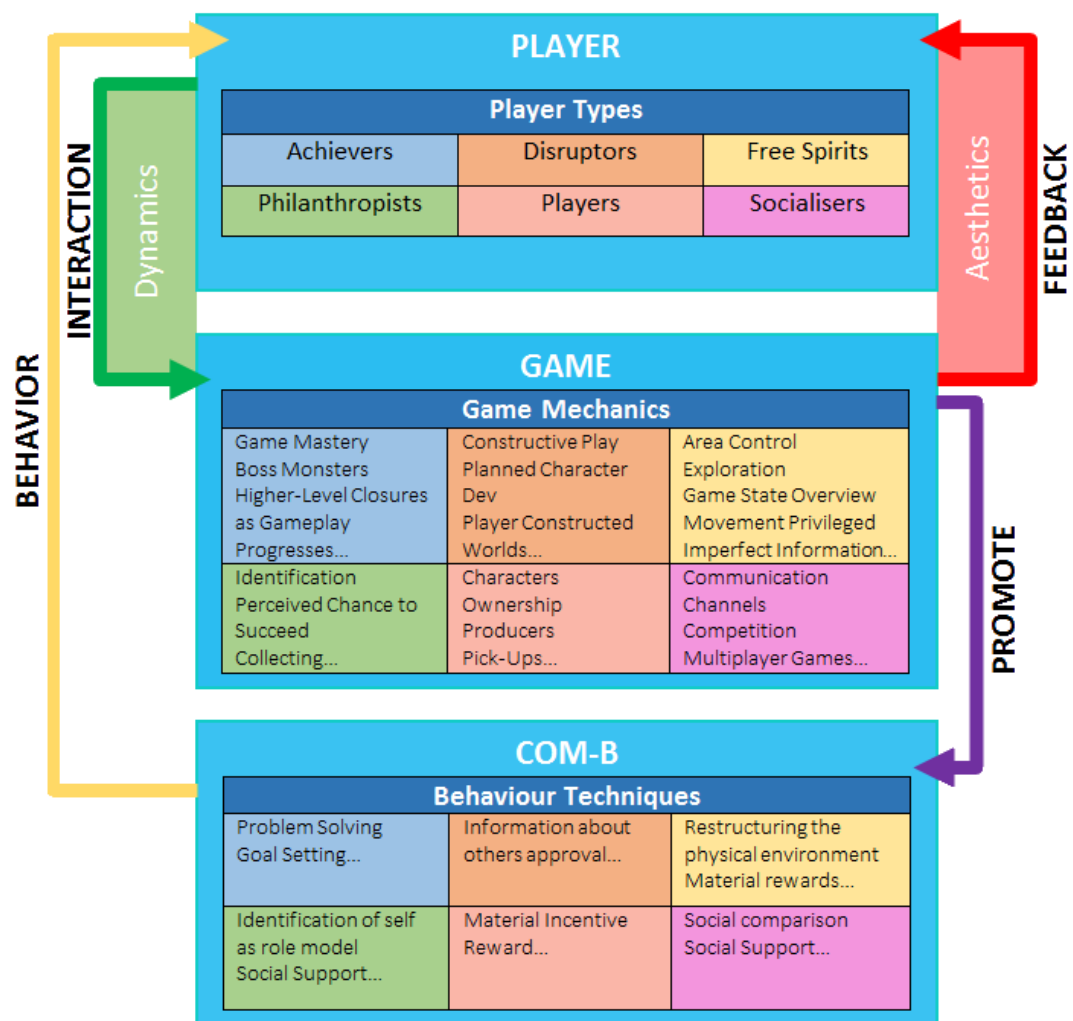 PLAYER
Player Types
Achievers
Disruptors
Free Spirits
Philanthropists
Players
Socialisers
INTERACTION
Dynamics
Aesthetics
FEEDBACK
BEHAVIOR
GAME
Game Mechanics
Game Mastery
Boss Monsters
Higher-Level Closures
as Gameplay
Progresses...
Constructive Play
Planned Character
Dev
Player Constructed
Worlds...
Area Control
Exploration
Game State Overview
Movement Privileged
Imperfect Information...
Identification
Perceived Chance to
Succeed
Collecting...
Characters
Ownership
Producers
Pick-Ups...
Communication
Channels
Competition
Multiplayer Games...
PROMOTE
COM-B
Behaviour Techniques
Problem Solving
Goal Setting...
Information about
others approval...
Restructuring the
physical environment
Material rewards...
Identification of self
as role model
Social Support...
Material Incentive
Reward...
Social comparison
Social Support...